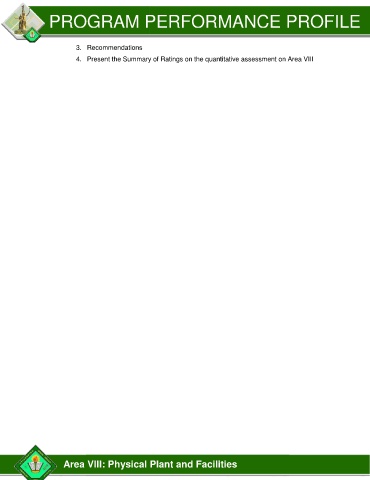 PROGRAM PERFORMANCE PROFILE
3. Recommendations
4. Present the Summary of Ratings on the quantitative assessment on Area VIII
Area VIII: Physical Plant and Facilities